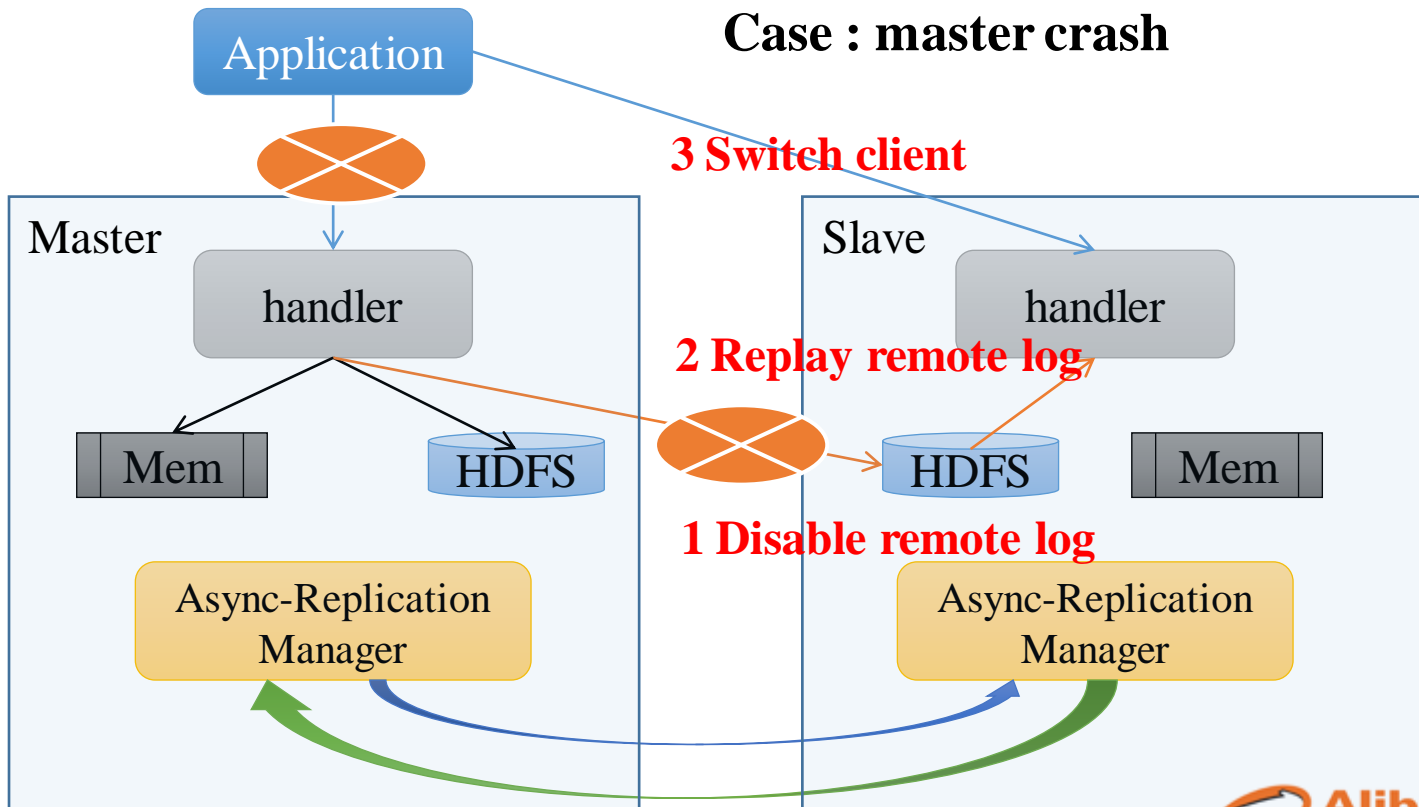 Case : master crash
Application
3 Switch client
Master
Slave
handler
handler
2 Replay remote log
Mem
HDFS
HDFS
Mem
1 Disable remote log
Async-Replication
Manager
Async-Replication
Manager